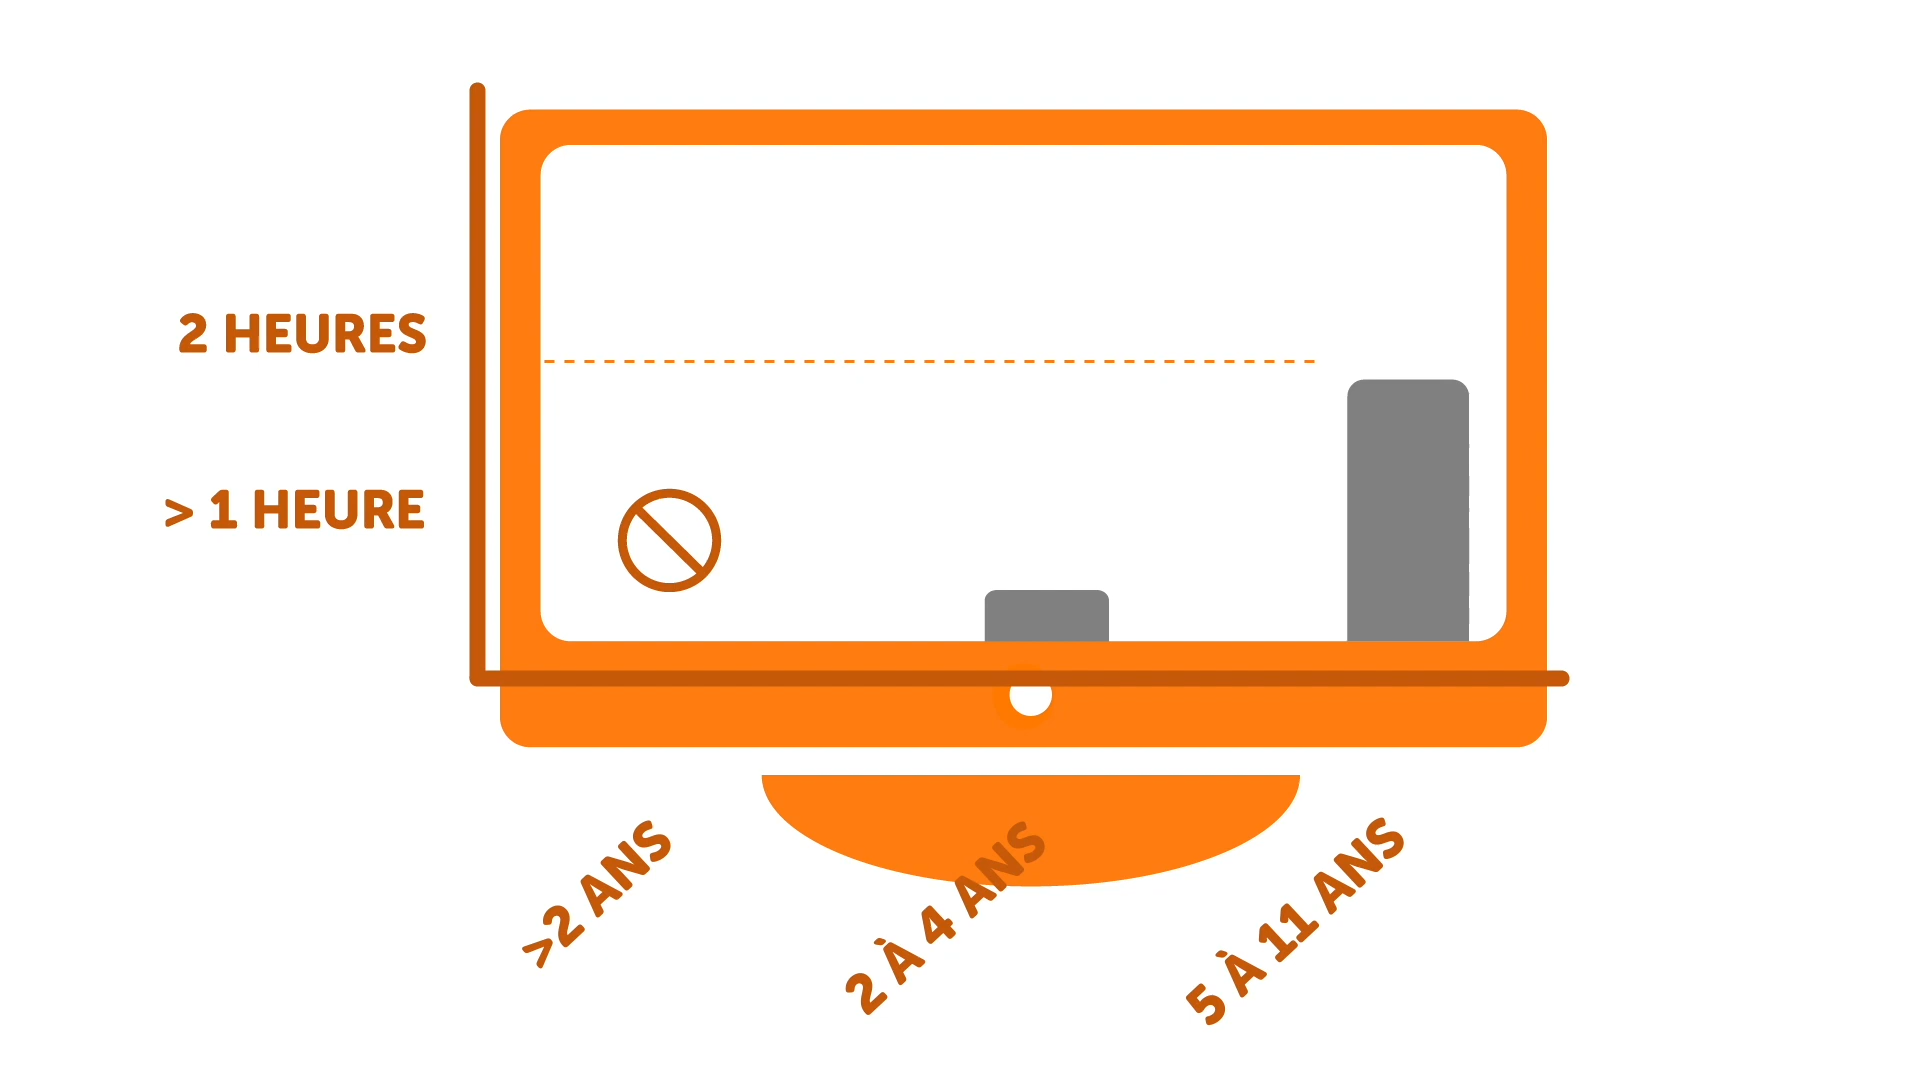 2 HEURES
> 1 HEURE
>2 ANS
2 À 4 ANS
5 À 11 ANS